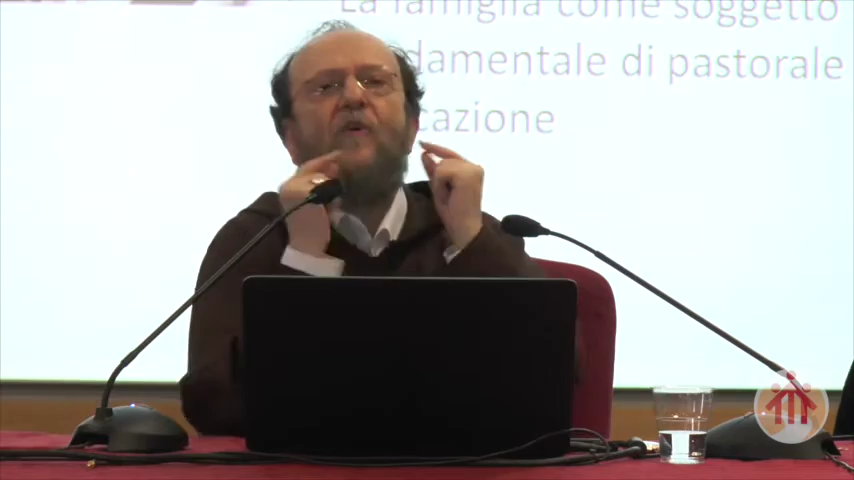 La famiglia come soggetto
damentale di pastorale
cazione